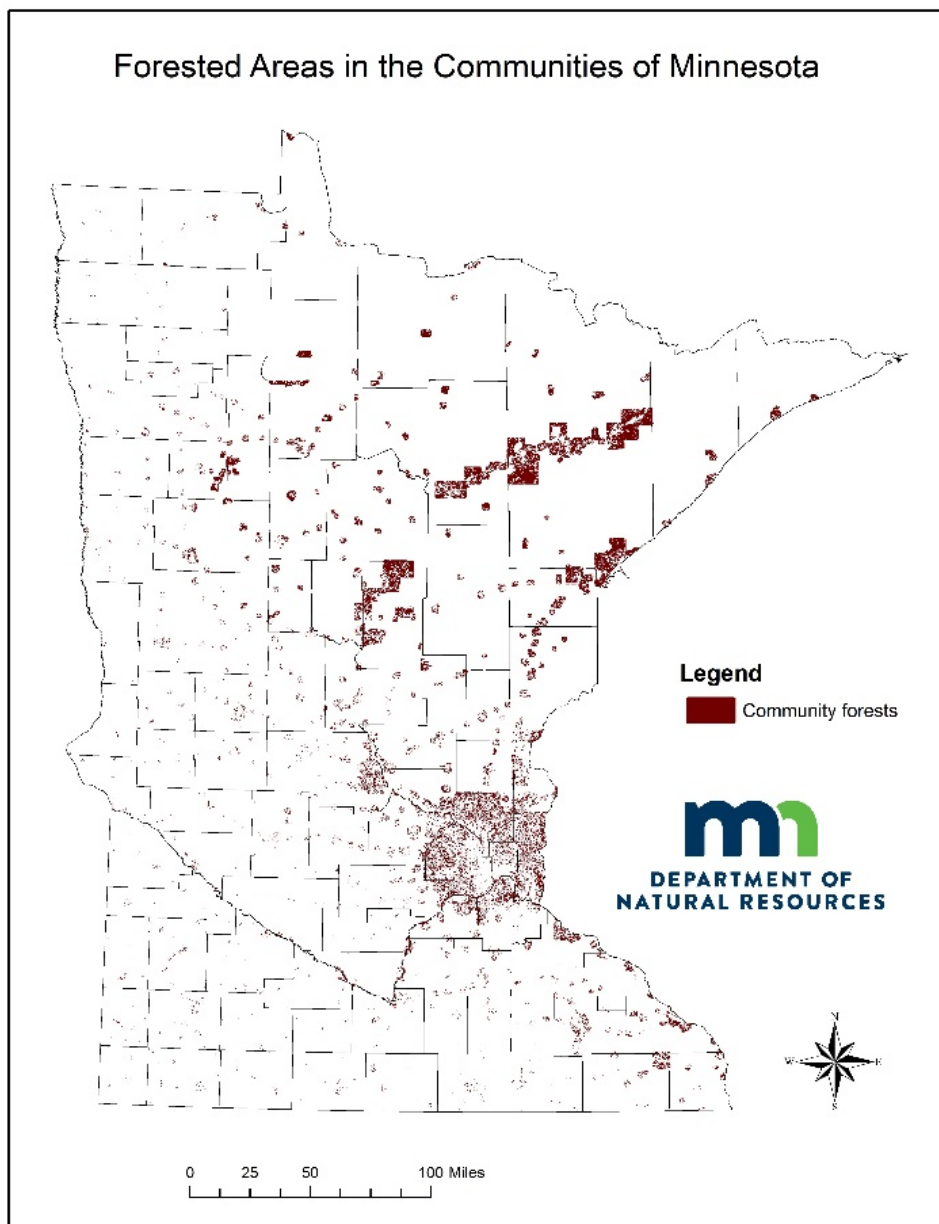 Forested Areas in the Communities of Minnesota
Legend
Community forests
mn
DEPARTMENT OF
NATURAL RESOURCES
N
W E
S
0 25 50 100 Miles